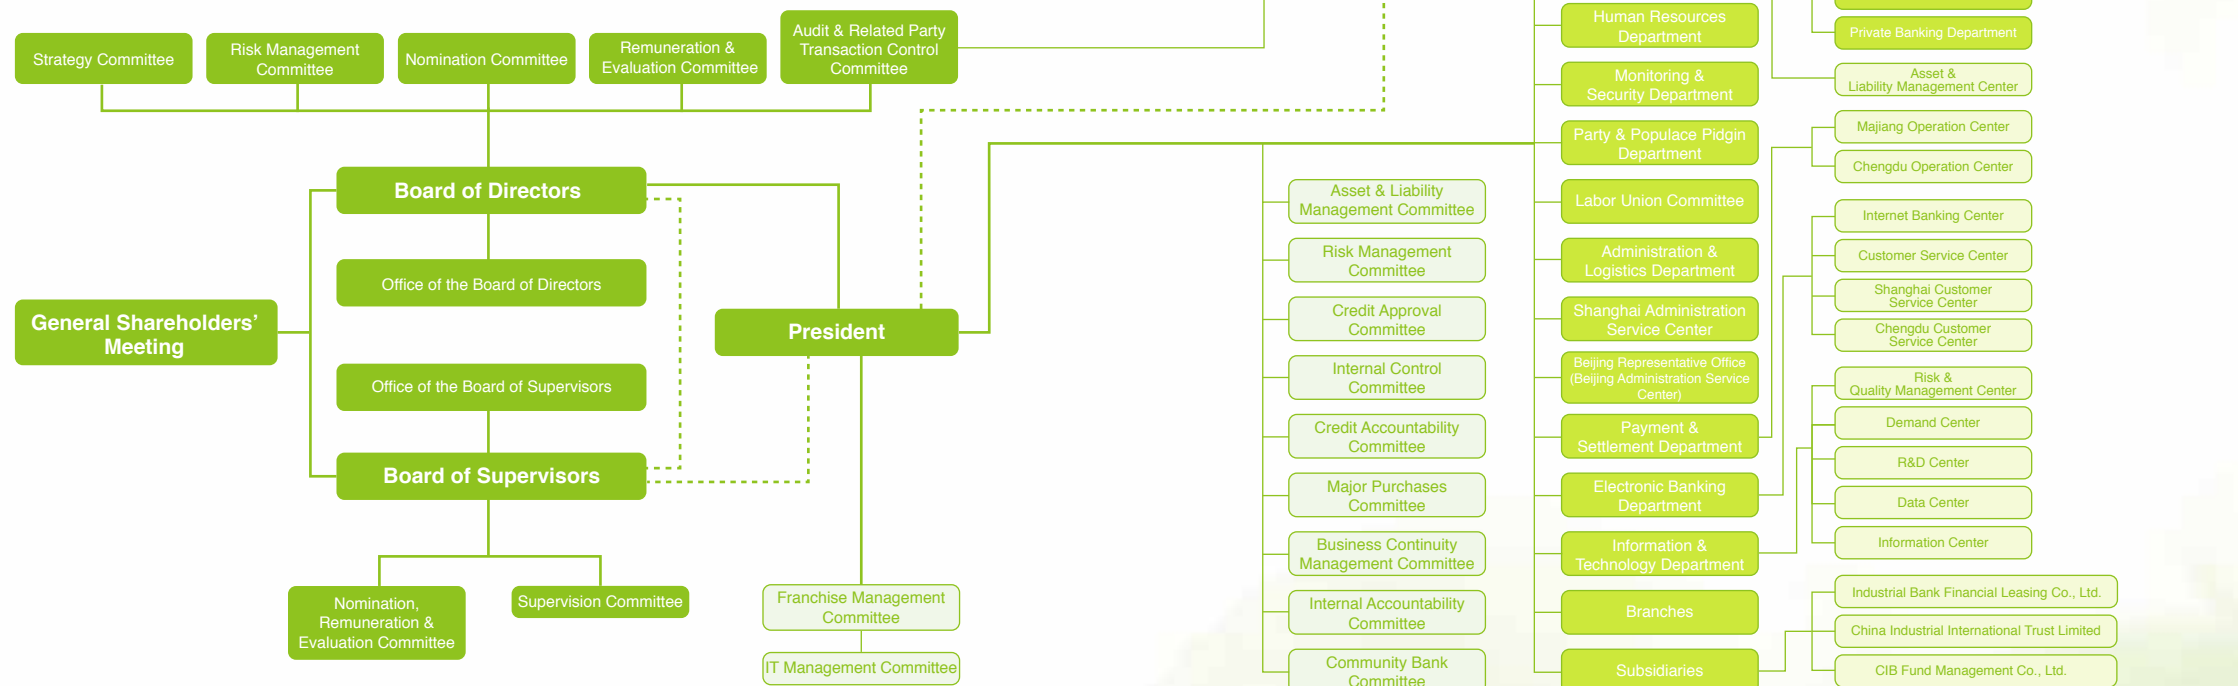 Strategy Committee
Risk Management
Committee
Nomination Committee
Remuneration &
Evaluation Committee
Audit & Related Party
Transaction Control
Committee
Board of Directors
Office of the Board of Directors
General Shareholders’
Meeting
Office of the Board of Supervisors
Board of Supervisors
Nomination,
Remuneration &
Evaluation Committee
Supervision Committee
President
Franchise Management
Committee
IT Management Committee
Asset & Liability
Management Committee
Risk Management
Committee
Credit Approval
Committee
Internal Control
Committee
Credit Accountability
Committee
Major Purchases
Committee
Business Continuity
Management Committee
Internal Accountability
Committee
Community Bank
Committee
Human Resources
Department
Monitoring &
Security Department
Party & Populace Pidgin
Department
Labor Union Committee
Administration &
Logistics Department
Shanghai Administration
Service Center
Beijing Representative Office
(Beijing Administration Service
Center)
Payment &
Settlement Department
Electronic Banking
Department
Information &
Technology Department
Branches
Subsidiaries
Private Banking Department
Asset &
Liability Management Center
Majiang Operation Center
Chengdu Operation Center
Internet Banking Center
Customer Service Center
Shanghai Customer
Service Center
Chengdu Customer
Service Center
Risk &
Quality Management Center
Demand Center
R&D Center
Data Center
Information Center
Industrial Bank Financial Leasing Co., Ltd.
China Industrial International Trust Limited
CIB Fund Management Co., Ltd.